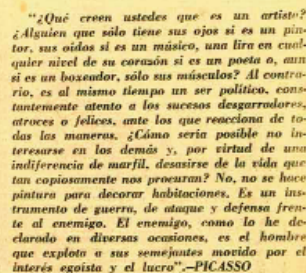 "¿Qué creen ustedes que es un artista?
¿Alguien que sólo tiene sus ojos si es un pin-
tor, sus oídos si es un músico, una lira en cual-
quier nivel de su corazón si es un poeta o, aun
si es un boxeador, sólo sus músculos? Al contra-
rio, es al mismo tiempo un ser político, cons-
tantemente atento a los sucesos desgarradores
atroces o felices, ante los que reacciona de to-
das las maneras. ¿Cómo sería posible no in-
teresarse en los demás y, por virtud de una
indiferencia de marfil, desasirse de la vida que
tan copiosamente nos procuran? No, no se hace
pintura para decorar habitaciones. Es un ins-
trumento de guerra, de ataque y defensa fren-
te al enemigo. El enemigo, como lo he de-
clarado en diversas ocasiones, es el hombre
que explota a sus semejantes movido por el
interés egoísta y el lucro".—PICASSO